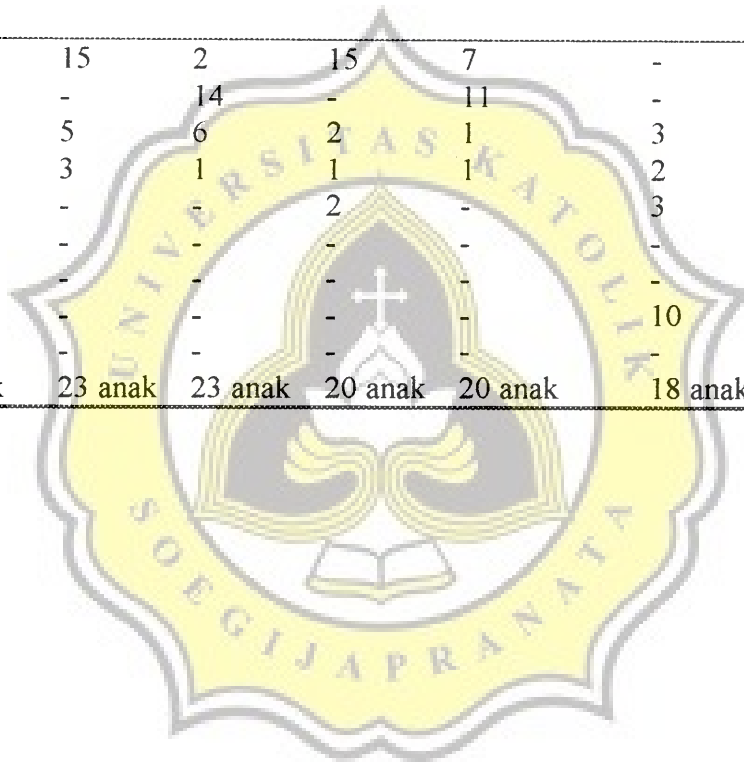 15 2 15 7 -
- 14 - 11 -
5 6 2 1 3
3 1 1 1 2
- - 2 - 3
- - - - -
- - - - -
- - - - 10
- - - - -
23 anak 23 anak 20 anak 20 anak 18 anak
UNIVERSITAS KATOLIK
SOEGIJAPRANATA